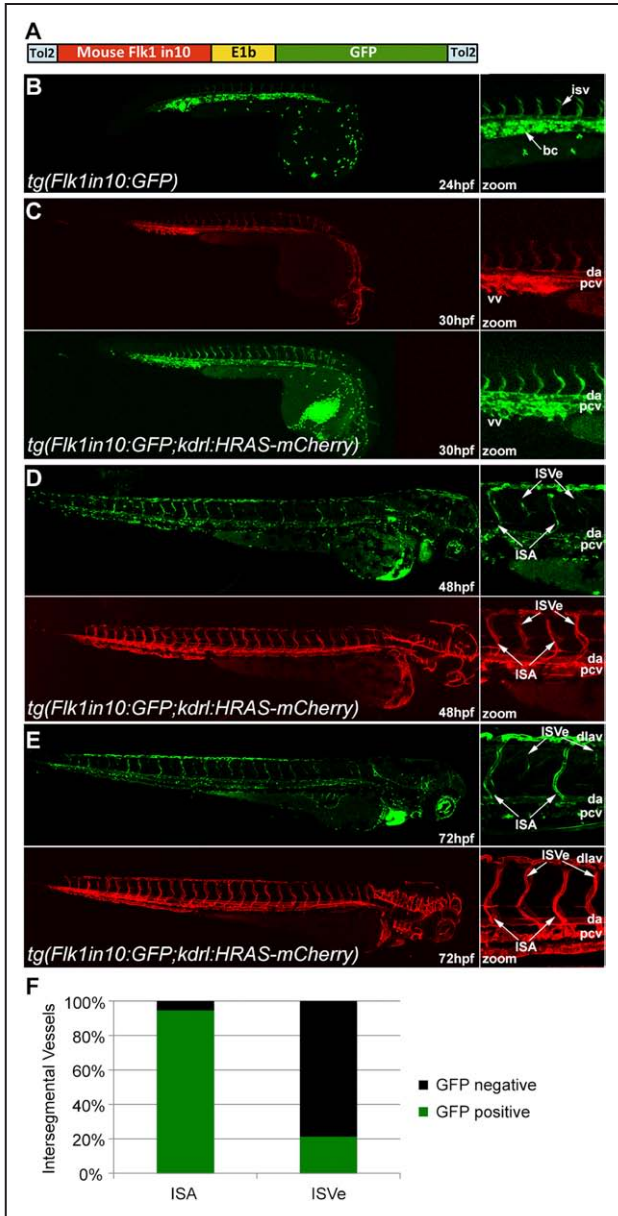 A
Tol2 Mouse Flk1 in10 E1b GFP Tol2
B
isv
bc
tg(Flk1in10:GFP)
24hpf
zoom
C
da
pcv
vv
30hpf
zoom
da
pcv
vv
tg(Flk1in10:GFP;kdrl:HRAS-mCherry)
30hpf
zoom
D
ISVe
da
pcv
ISA
48hpf
ISVe
da
pcv
ISA
tg(Flk1in10:GFP;kdrl:HRAS-mCherry)
48hpf
zoom
E
ISVe dlav
da
pcv
ISA
72hpf
ISVe dlav
da
pcv
ISA
tg(Flk1in10:GFP;kdrl:HRAS-mCherry)
72hpf
zoom
F
Intersegmental Vessels
100%
80%
60%
40%
20%
0%
ISA
ISVe
GFP negative
GFP positive